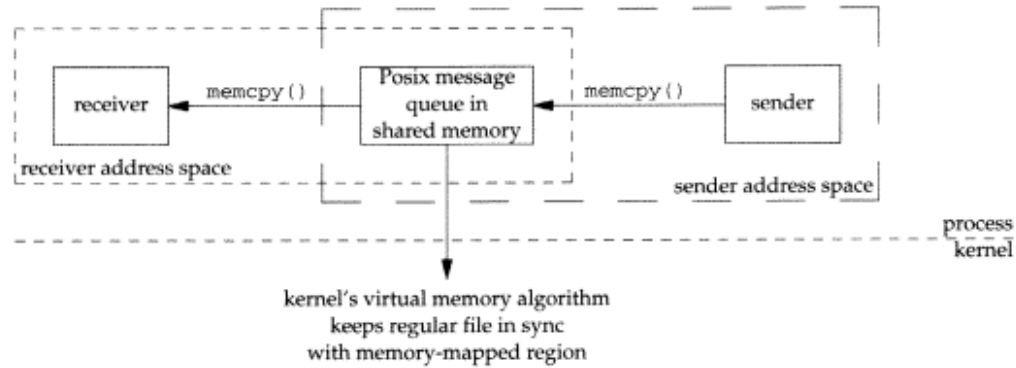 receiver
memcpy()
Posix message
queue in
shared memory
memcpy()
sender
receiver address space
sender address space
process
kernel
kernel's virtual memory algorithm
keeps regular file in sync
with memory-mapped region